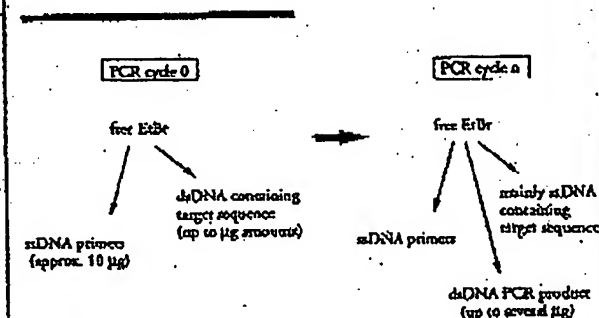 PCR cycle 0
free EtBr
dsDNA containing
target sequence
(up to µg amounts)
ssDNA primers
(approx. 10 µg)
PCR cycle n
free EtBr
mainly ssDNA
containing
target sequence
ssDNA primers
dsDNA PCR product
(up to several µg)